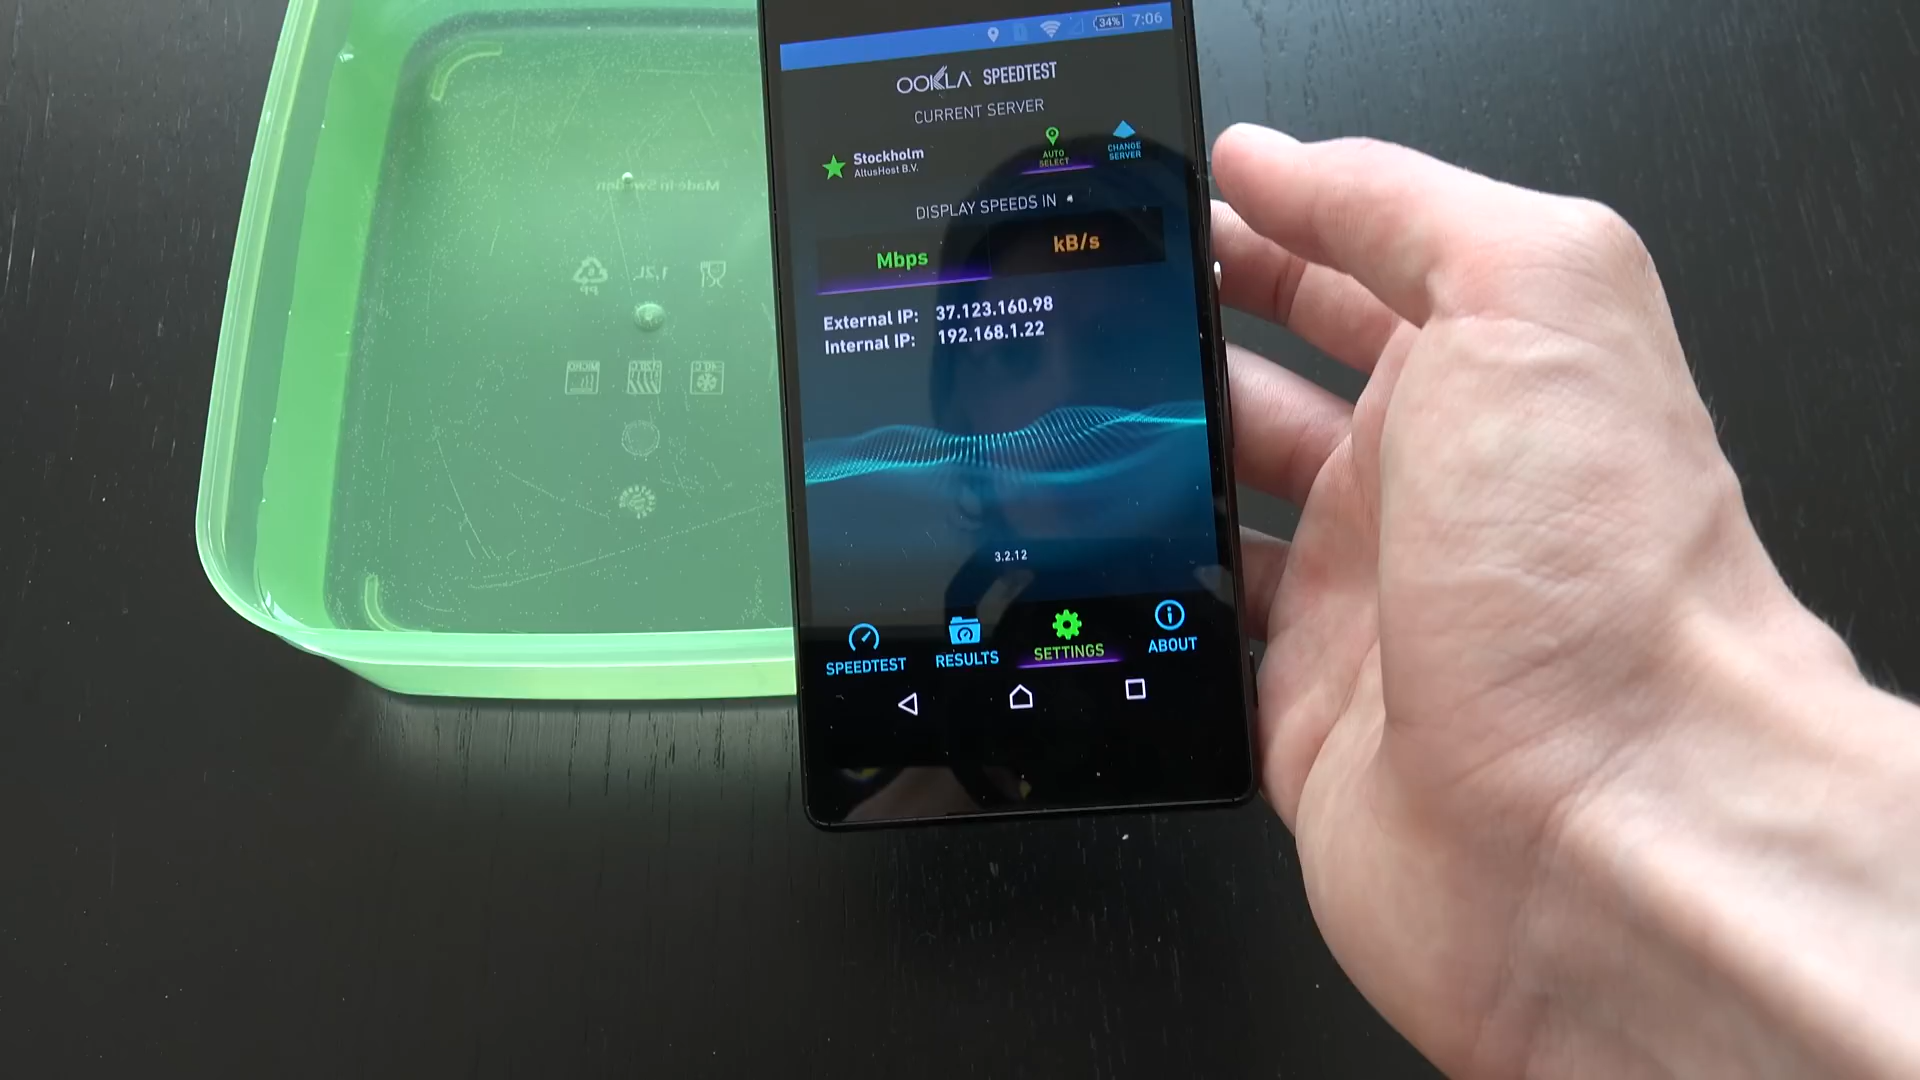 34% 7:06
OOKLA SPEEDTEST
CURRENT SERVER
Stockholm
AltusHost B.V.
AUTO SELECT
CHANGE SERVER
DISPLAY SPEEDS IN
Mbps kB/s
External IP: 37.123.160.98
Internal IP: 192.168.1.22
3.2.12
SPEEDTEST RESULTS SETTINGS ABOUT
Made in Sweden
1,2L
PP
MICRO